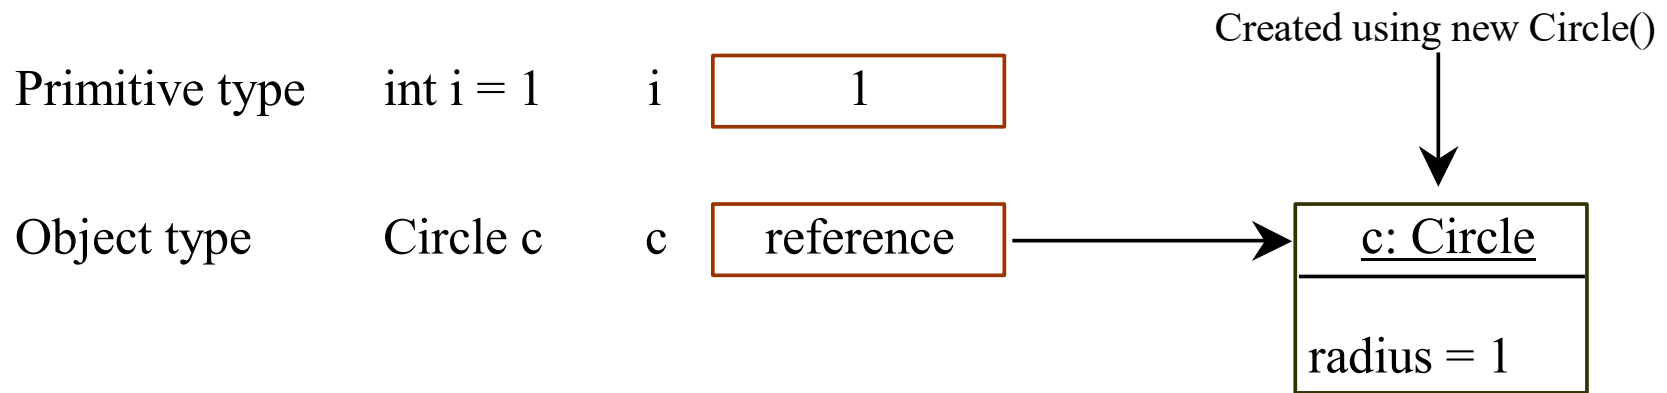 Created using new Circle()
Primitive type int i = 1 i 1
Object type Circle c c reference c: Circle
radius = 1